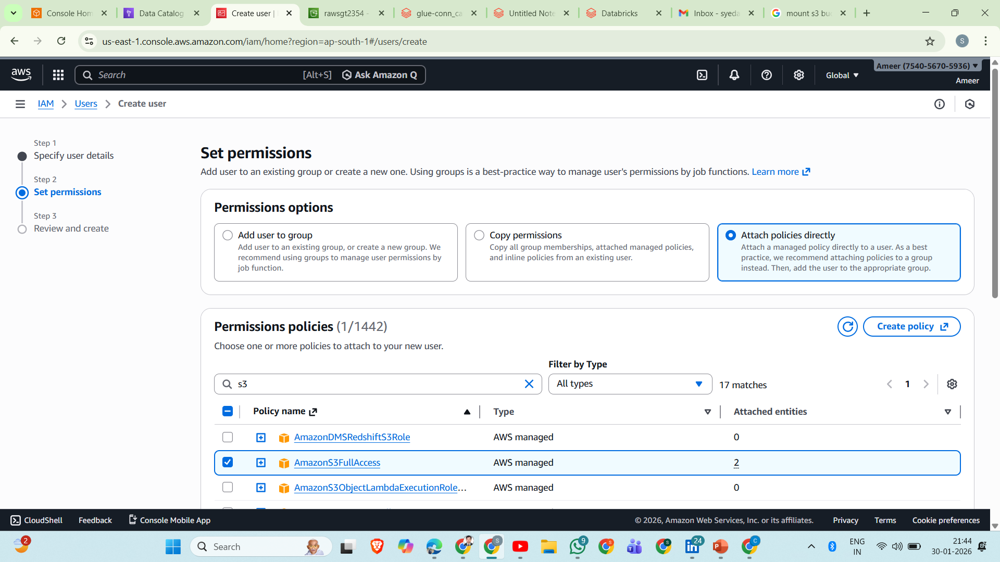 Console Hom
Data Catalog
Create user |
rawsgt2354 -
glue-conn_ca
Untitled Note
Databricks
Inbox - syeda
mount s3 buc
us-east-1.console.aws.amazon.com/iam/home?region=ap-south-1#/users/create
S
aws
Search
[Alt+S]
Ask Amazon Q
Global
Ameer (7540-5670-5936)
Ameer
IAM
Users
Create user
Step 1
Specify user details
Step 2
Set permissions
Step 3
Review and create
Set permissions
Add user to an existing group or create a new one. Using groups is a best-practice way to manage user's permissions by job functions. Learn more
Permissions options
Add user to group
Add user to an existing group, or create a new group. We
recommend using groups to manage user permissions by
job function.
Copy permissions
Copy all group memberships, attached managed policies,
and inline policies from an existing user.
Attach policies directly
Attach a managed policy directly to a user. As a best
practice, we recommend attaching policies to a group
instead. Then, add the user to the appropriate group.
Permissions policies (1/1442)
Create policy
Choose one or more policies to attach to your new user.
Filter by Type
s3
All types
17 matches
1
Policy name
Type
Attached entities
AmazonDMSRedshiftS3Role
AWS managed
0
AmazonS3FullAccess
AWS managed
2
AmazonS3ObjectLambdaExecutionRole...
AWS managed
0
CloudShell
Feedback
Console Mobile App
© 2026, Amazon Web Services, Inc. or its affiliates.
Privacy
Terms
Cookie preferences
2
Search
S
9
S
S
24
C
ENG
IN
21:44
30-01-2026